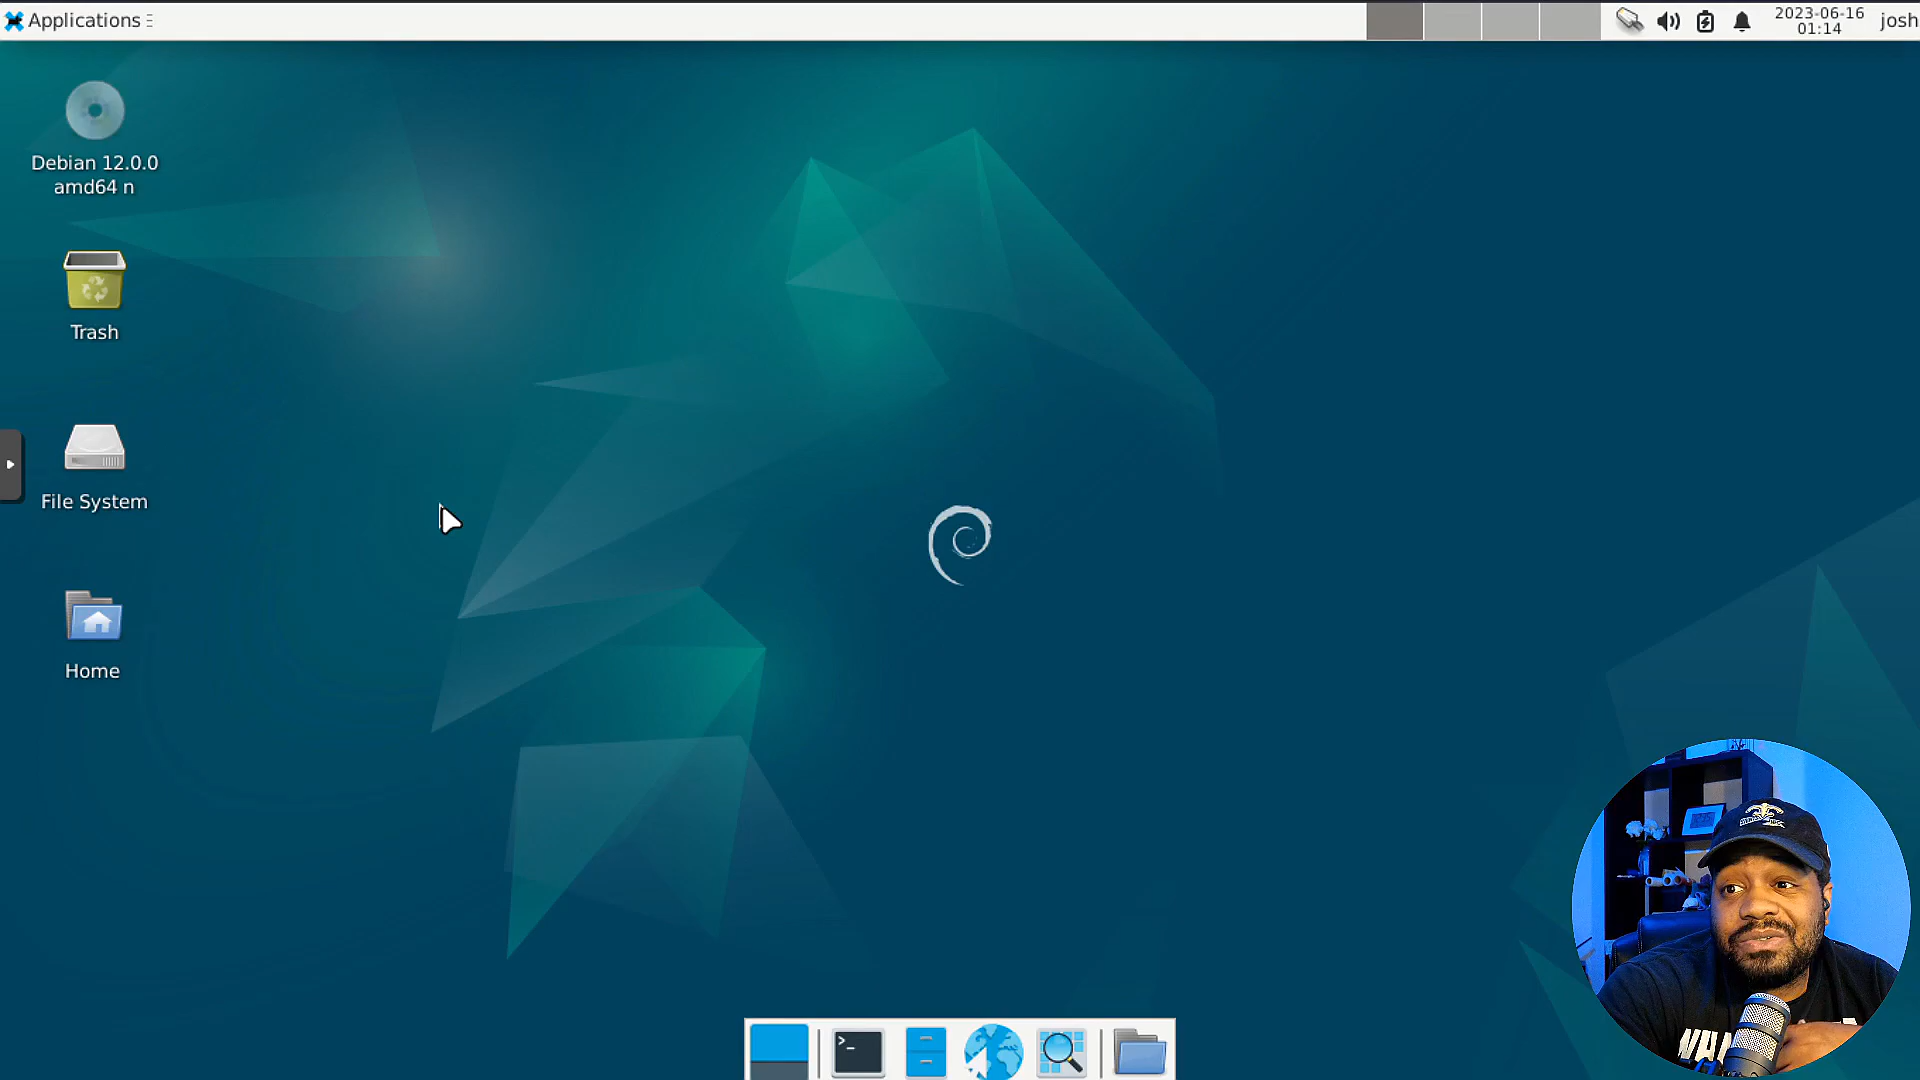 Applications
2023-06-16
01:14
josh
Debian 12.0.0
amd64 n
Trash
File System
Home
>_